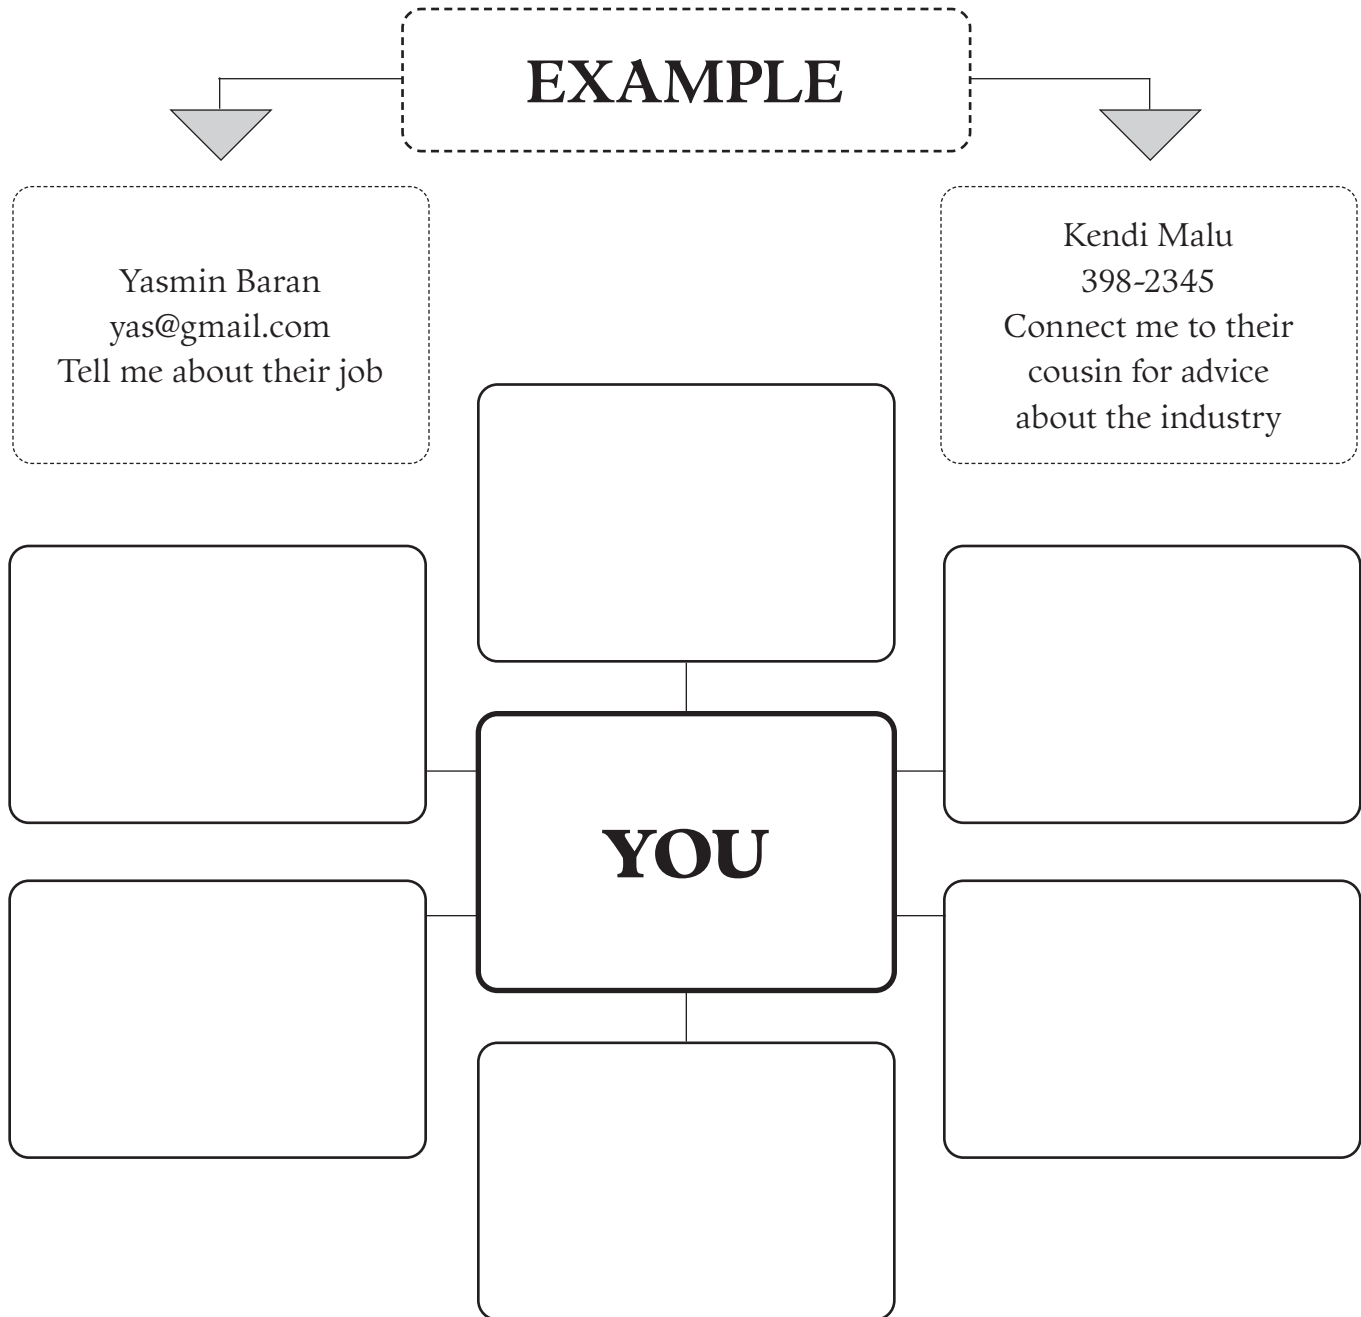 EXAMPLE
Yasmin Baran
yas@gmail.com
Tell me about their job
Kendi Malu
398-2345
Connect me to their
cousin for advice
about the industry
YOU